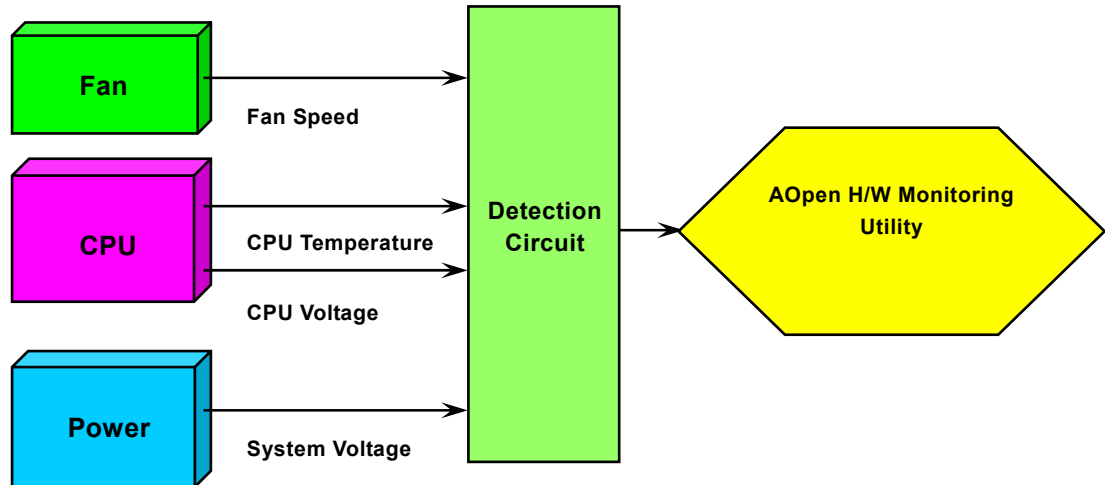 Fan
Fan Speed
CPU
CPU Temperature
CPU Voltage
Power
System Voltage
Detection
Circuit
AOpen H/W Monitoring
Utility